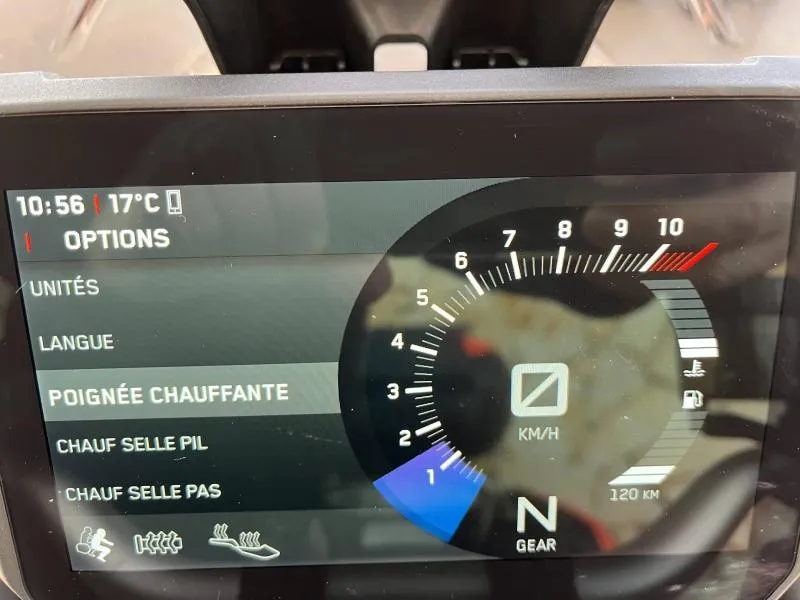 10:56 17°C
OPTIONS
UNITÉS
LANGUE
POIGNÉE CHAUFFANTE
CHAUF SELLE PIL
CHAUF SELLE PAS
1
2
3
4
5
6
7
8
9
10
0
KM/H
120 KM
N
GEAR